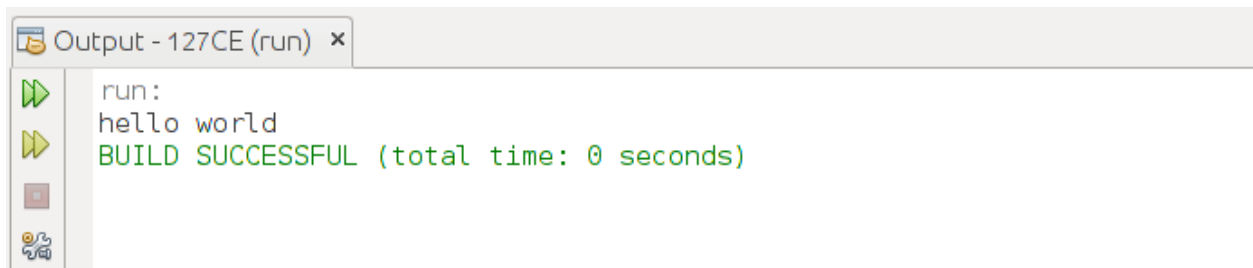 Output - 127CE (run)
run:
hello world
BUILD SUCCESSFUL (total time: 0 seconds)